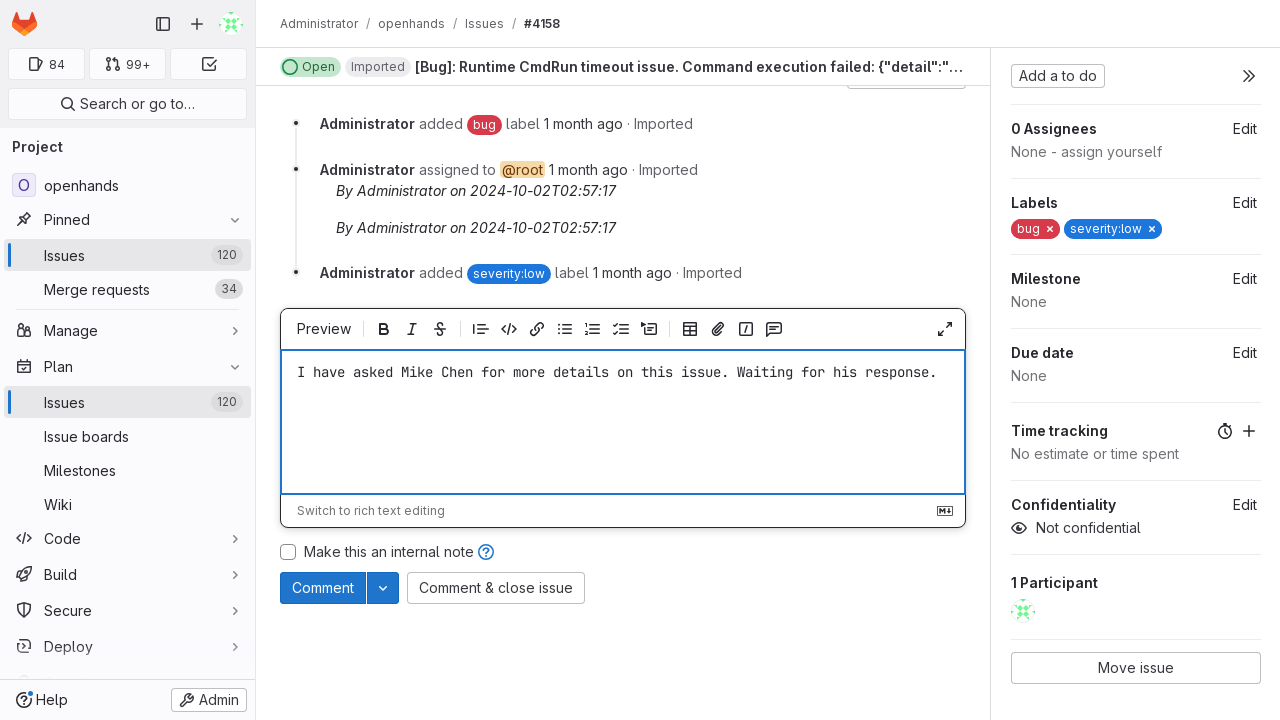 84
99+
Search or go to…
Project
O openhands
Pinned
Issues 120
Merge requests 34
Manage
Plan
Issues 120
Issue boards
Milestones
Wiki
Code
Build
Secure
Deploy
Help
Admin
Administrator / openhands / Issues / #4158
Open Imported [Bug]: Runtime CmdRun timeout issue. Command execution failed: {"detail":"…
Administrator added bug label 1 month ago · Imported
Administrator assigned to @root 1 month ago · Imported
By Administrator on 2024-10-02T02:57:17
By Administrator on 2024-10-02T02:57:17
Administrator added severity:low label 1 month ago · Imported
Preview
I have asked Mike Chen for more details on this issue. Waiting for his response.
Switch to rich text editing
Make this an internal note
Comment
Comment & close issue
Add a to do
0 Assignees Edit
None - assign yourself
Labels Edit
bug × severity:low ×
Milestone Edit
None
Due date Edit
None
Time tracking
No estimate or time spent
Confidentiality Edit
Not confidential
1 Participant
Move issue